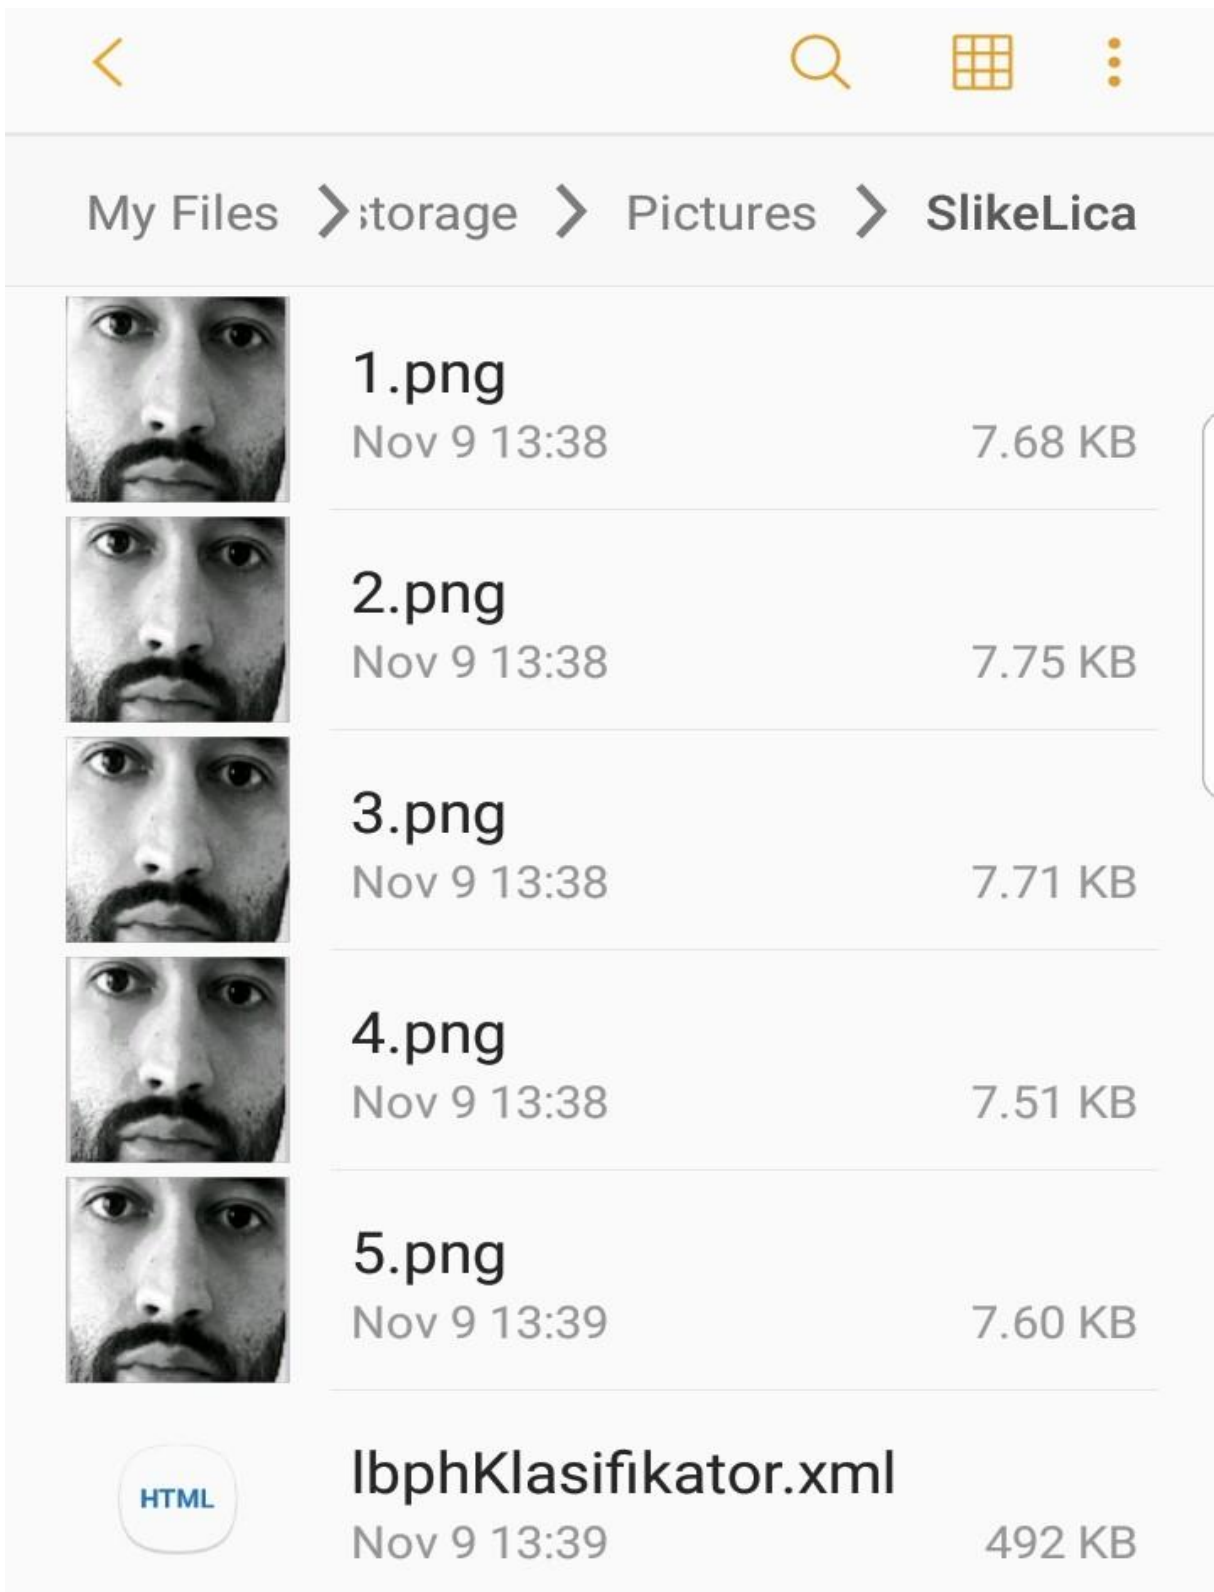 My Files storage Pictures SlikeLica
1.png
Nov 9 13:38 7.68 KB
2.png
Nov 9 13:38 7.75 KB
3.png
Nov 9 13:38 7.71 KB
4.png
Nov 9 13:38 7.51 KB
5.png
Nov 9 13:39 7.60 KB
HTML
lbphKlasifikator.xml
Nov 9 13:39 492 KB